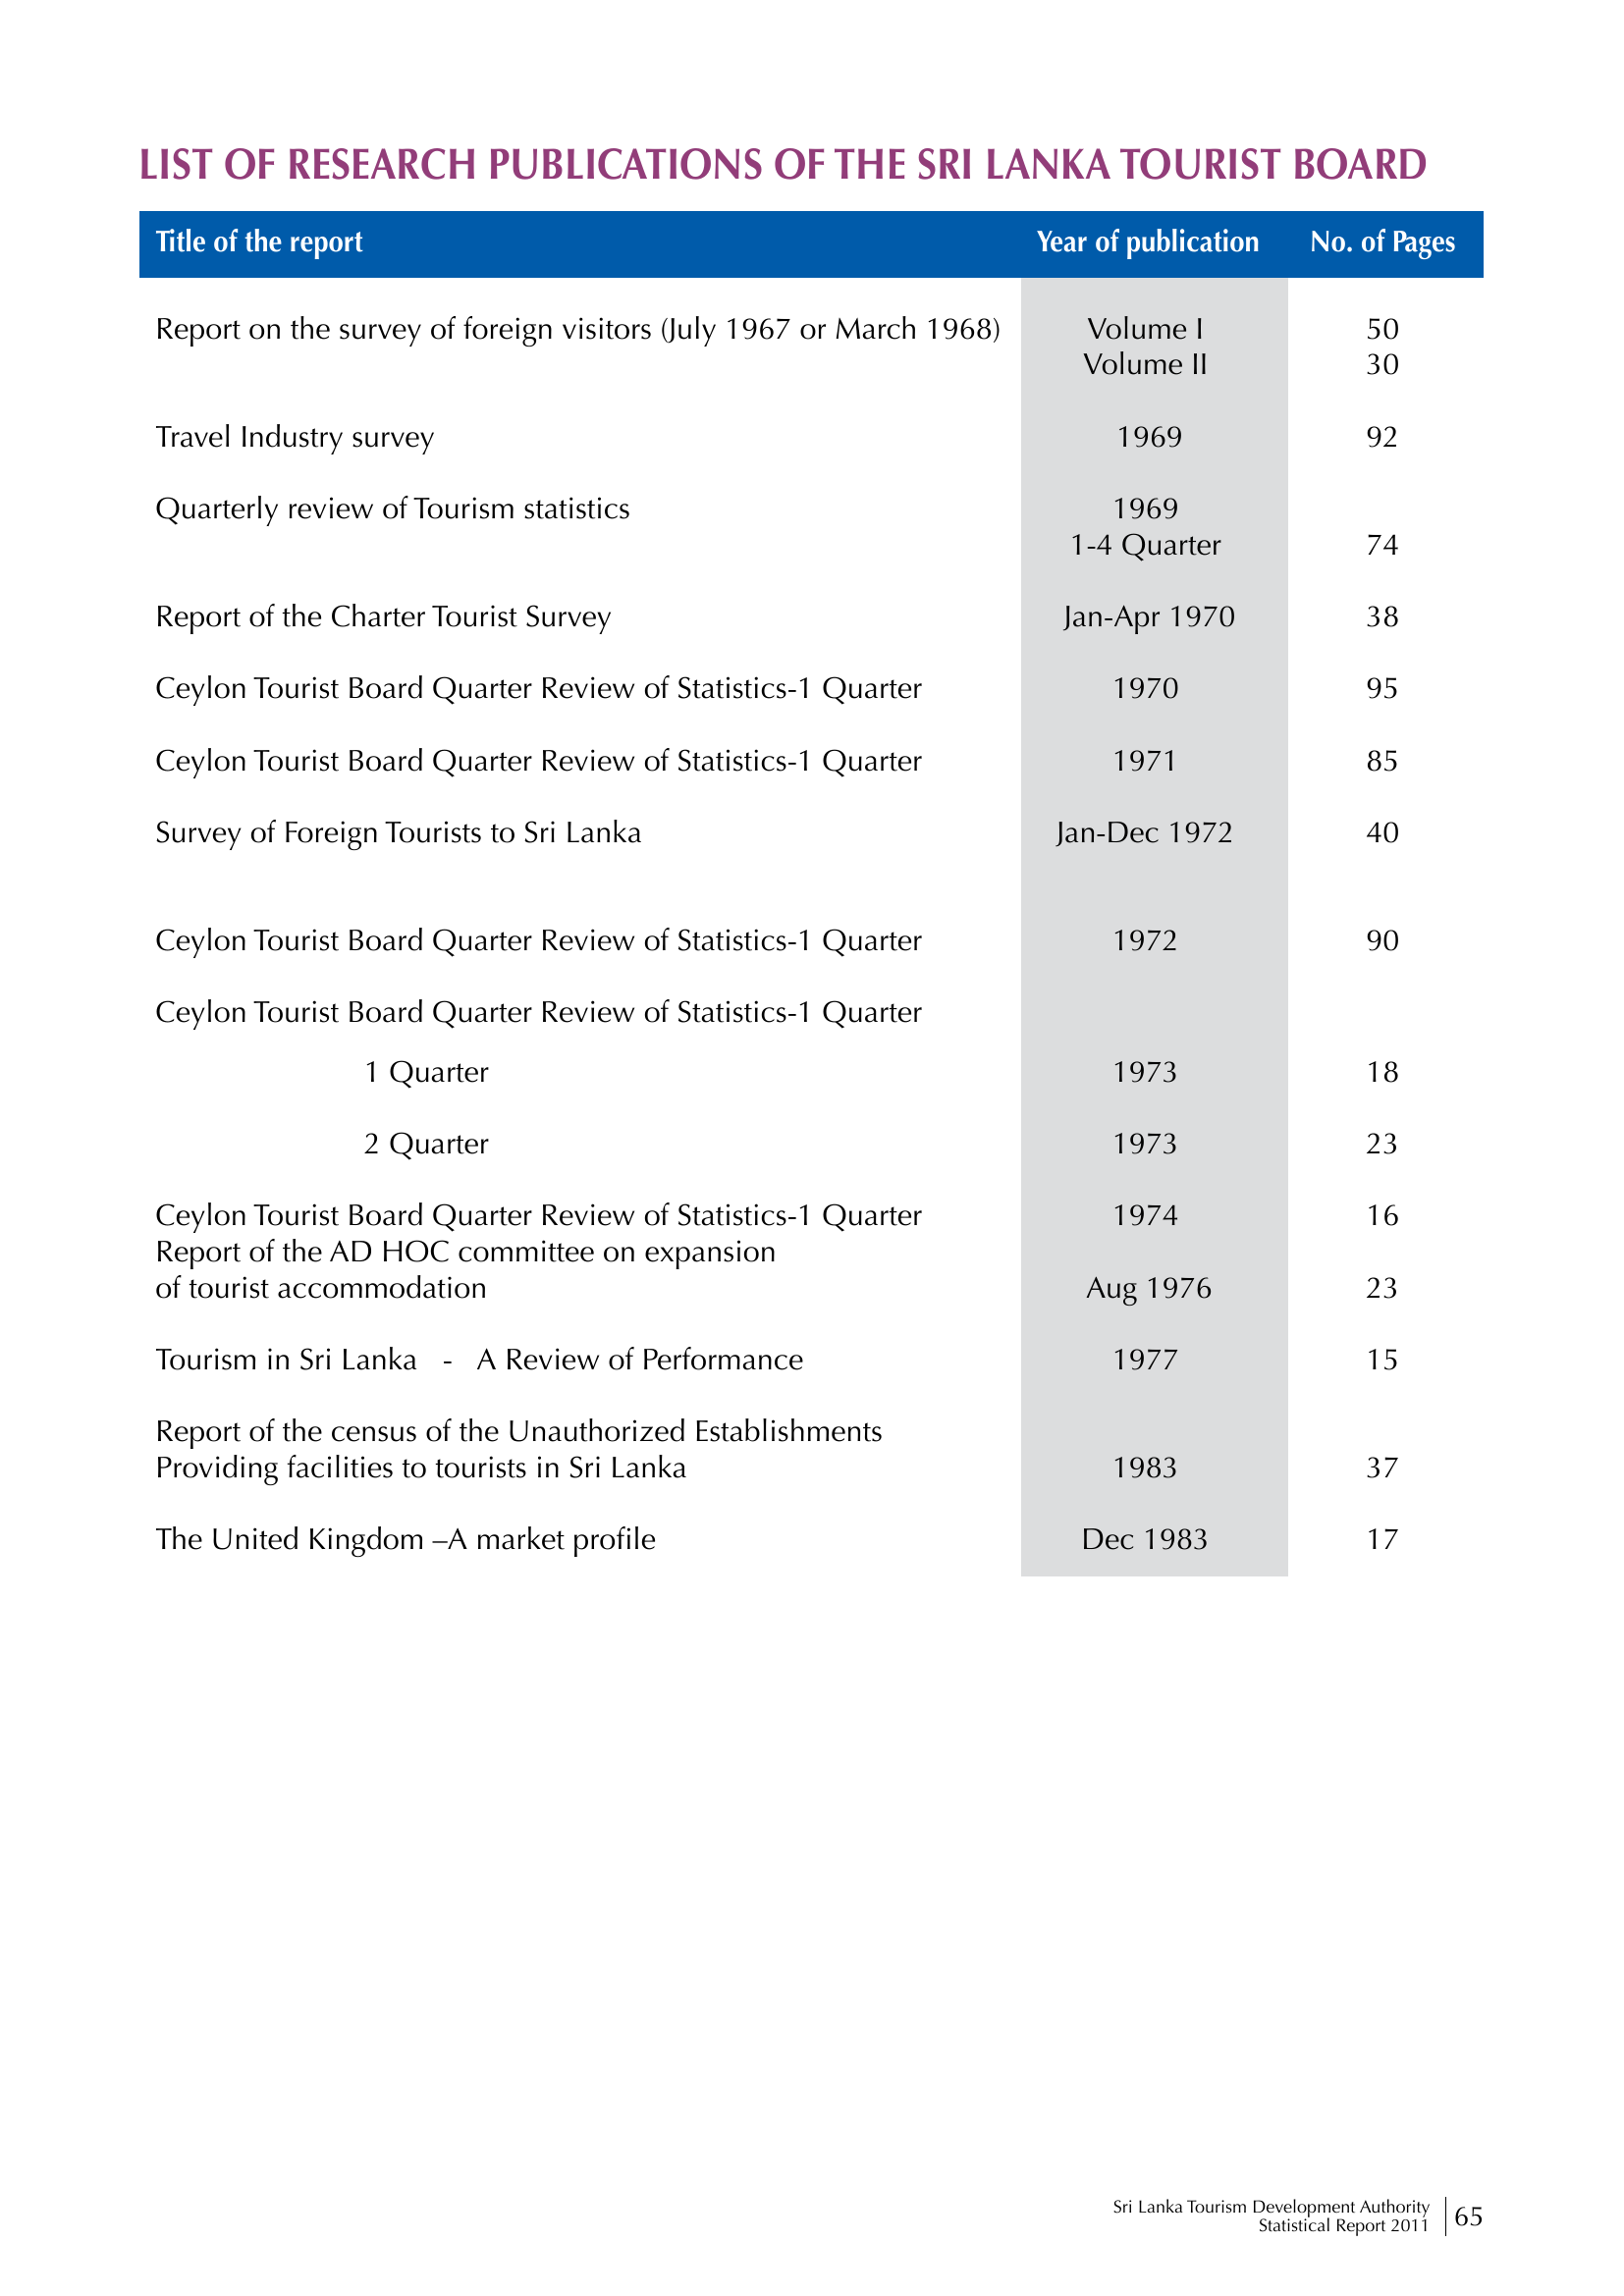 LIST OF RESEARCH PUBLICATIONS OF THE SRI LANKA TOURIST BOARD
Title of the report Year of publication No. of Pages
Report on the survey of foreign visitors (July 1967 or March 1968) Volume I 50
Volume II 30
Travel Industry survey 1969 92
Quarterly review of Tourism statistics 1969
1-4 Quarter 74
Report of the Charter Tourist Survey Jan-Apr 1970 38
Ceylon Tourist Board Quarter Review of Statistics-1 Quarter 1970 95
Ceylon Tourist Board Quarter Review of Statistics-1 Quarter 1971 85
Survey of Foreign Tourists to Sri Lanka Jan-Dec 1972 40
Ceylon Tourist Board Quarter Review of Statistics-1 Quarter 1972 90
Ceylon Tourist Board Quarter Review of Statistics-1 Quarter
1 Quarter 1973 18
2 Quarter 1973 23
Ceylon Tourist Board Quarter Review of Statistics-1 Quarter 1974 16
Report of the AD HOC committee on expansion
of tourist accommodation Aug 1976 23
Tourism in Sri Lanka - A Review of Performance 1977 15
Report of the census of the Unauthorized Establishments
Providing facilities to tourists in Sri Lanka 1983 37
The United Kingdom –A market profile Dec 1983 17
Sri Lanka Tourism Development Authority
Statistical Report 2011 65